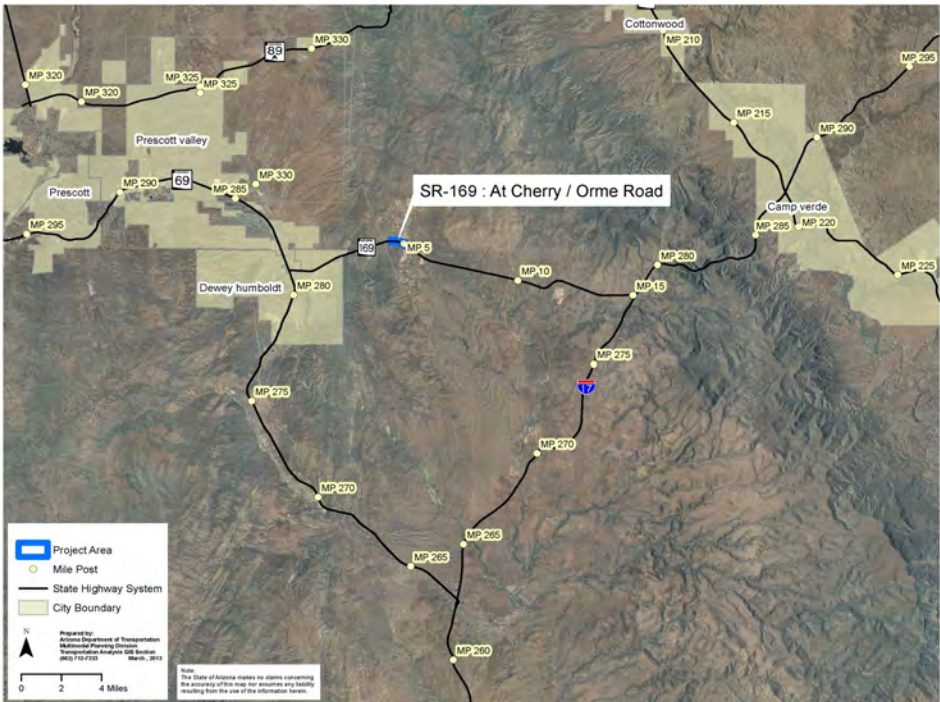 Cottonwood
MP 330
89
A
MP 210
MP 295
MP 320
MP 325
MP 325
MP 320
MP 215
MP 290
Prescott valley
MP 330
69
SR-169 : At Cherry / Orme Road
Prescott
MP 290
MP 285
Camp verde
MP 220
MP 295
MP 285
169
MP 5
MP 280
MP 225
MP 10
Dewey humboldt
MP 280
MP 15
MP 275
17
MP 275
MP 270
MP 270
MP 265
MP 265
MP 260
Project Area
Mile Post
State Highway System
City Boundary
N
Prepared by:
Arizona Department of Transportation
Multimodal Planning Division
Transportation Analysis GIS Section
(602) 712-7333 March , 2013
0 2 4 Miles
Note:
The State of Arizona makes no claims concerning
the accuracy of this map nor assumes any liability
resulting from the use of the information herein.